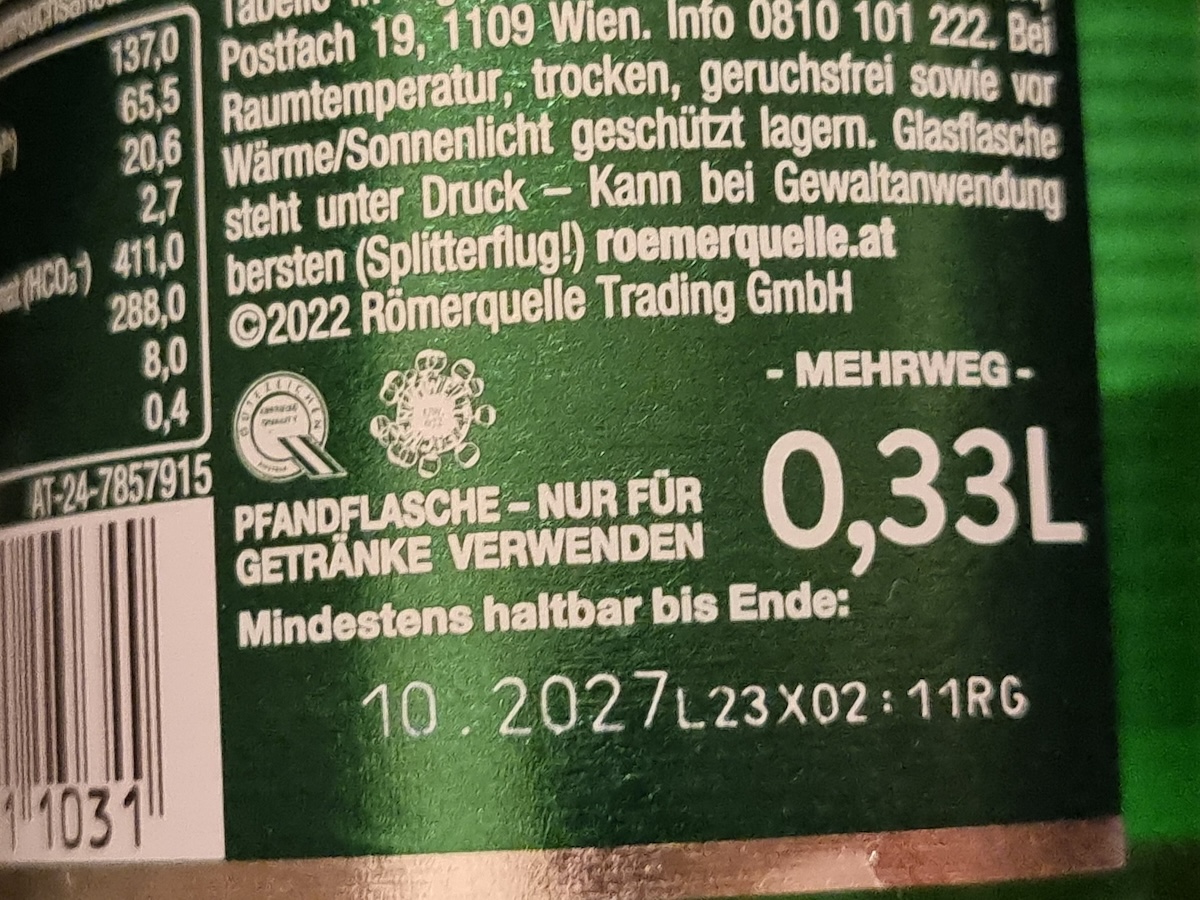 137,0
65,5
20,6
2,7
(HCO₃⁻) 411,0
288,0
8,0
0,4
AT-24-7857915
11031
Postfach 19, 1109 Wien. Info 0810 101 222. Bei
Raumtemperatur, trocken, geruchsfrei sowie vor
Wärme/Sonnenlicht geschützt lagern. Glasflasche
steht unter Druck – Kann bei Gewaltanwendung
bersten (Splitterflug!) roemerquelle.at
©2022 Römerquelle Trading GmbH
GÜTEZEICHEN
- MEHRWEG -
0,33L
PFANDFLASCHE – NUR FÜR
GETRÄNKE VERWENDEN
Mindestens haltbar bis Ende:
10.2027L23X02:11RG